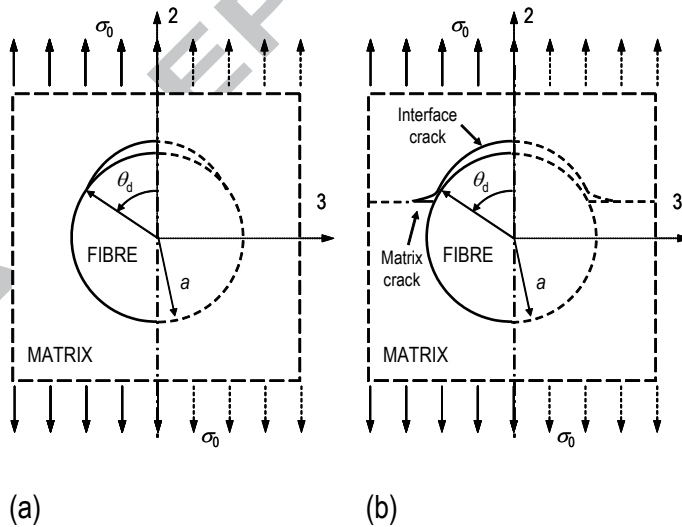 σ0
2
σ0
2
Interface
crack
θd
3
θd
3
FIBRE
FIBRE
Matrix
crack
a
a
MATRIX
MATRIX
σ0
σ0
(a)
(b)